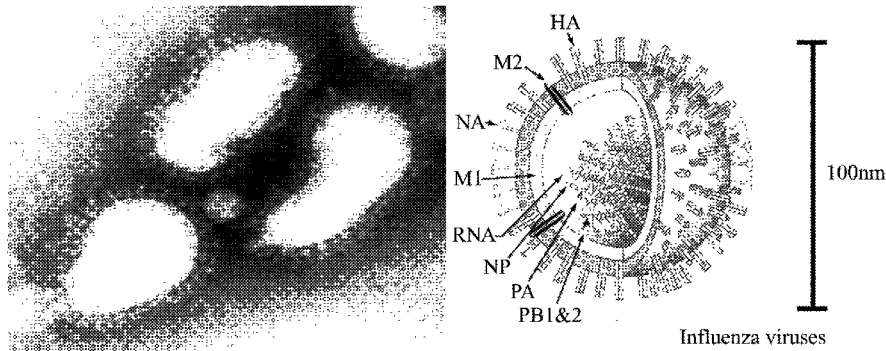 HA
M2
NA
M1
RNA
NP
PA
PB1&2
100nm
Influenza viruses